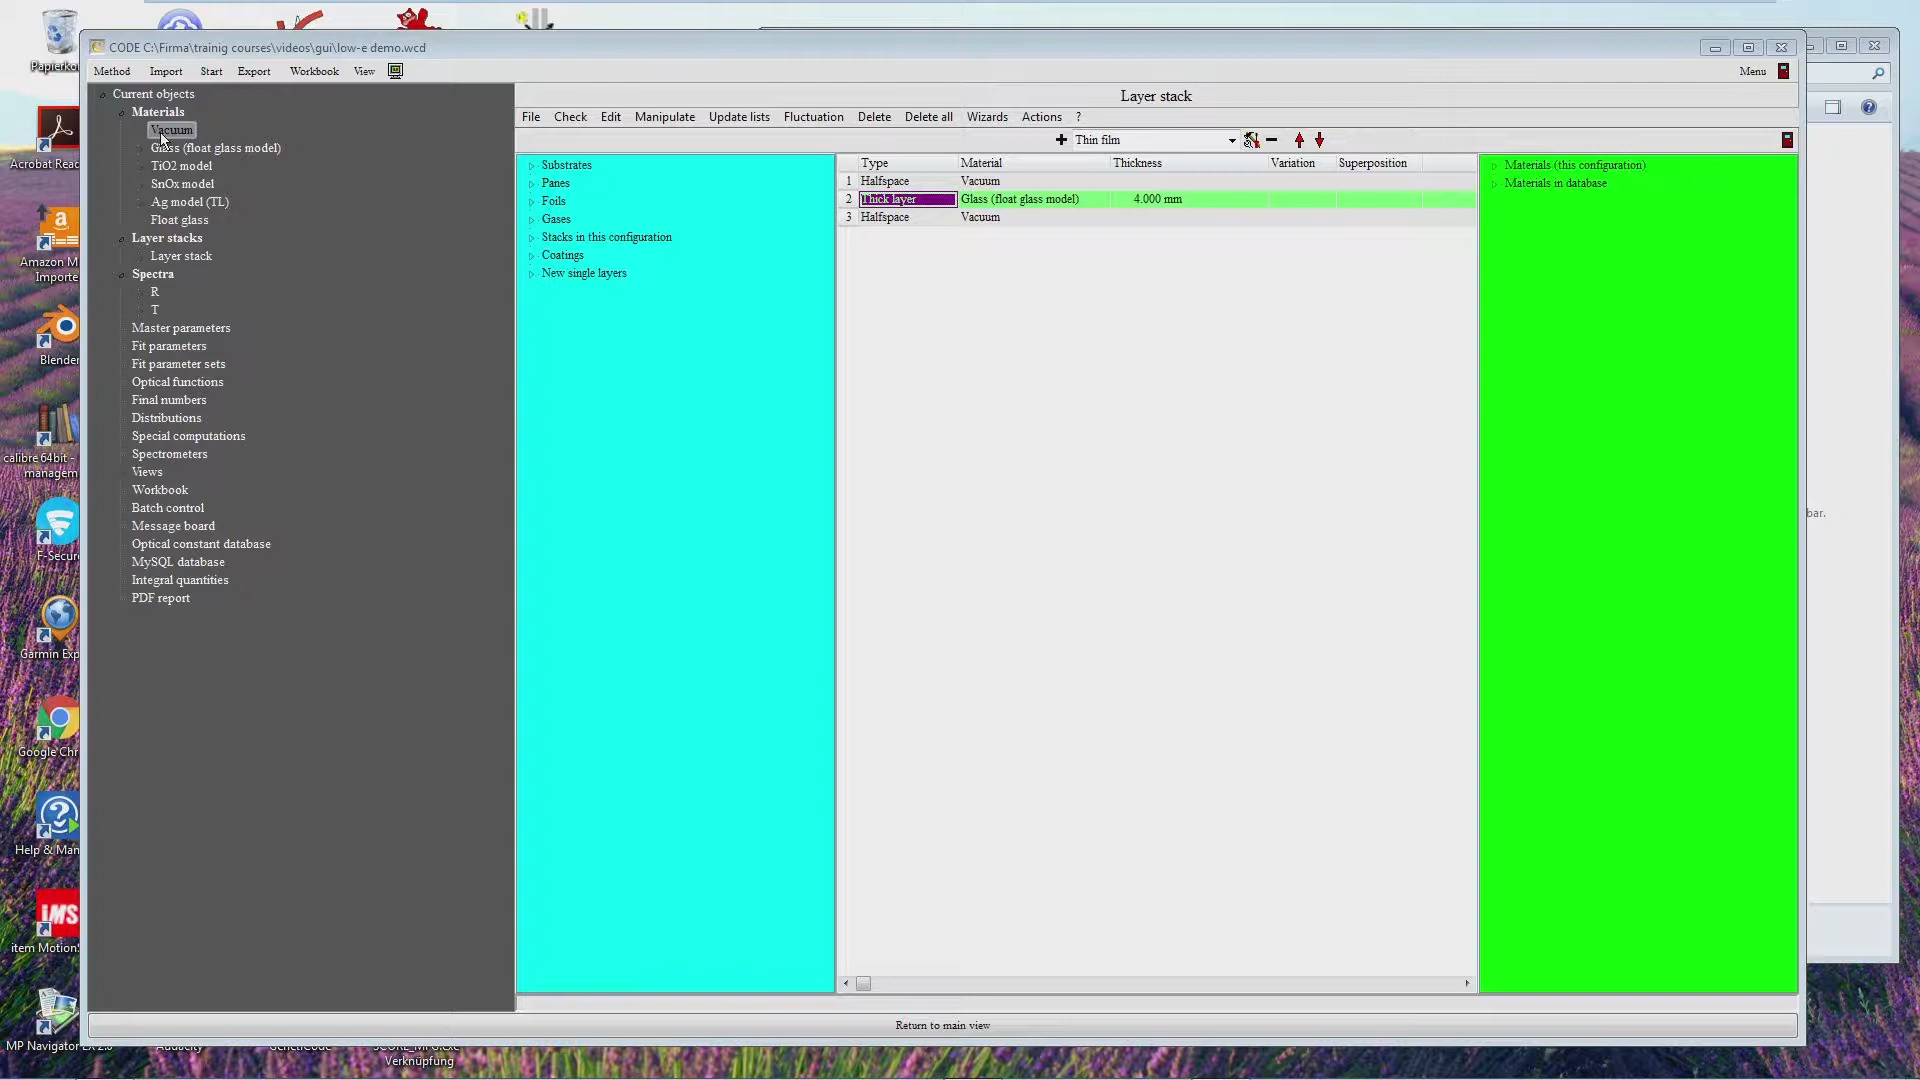 Papierko
CODE C:\Firma\trainig courses\videos\gui\low-e demo.wcd
Method Import Start Export Workbook View Menu
Current objects
Materials
Vacuum
Glass (float glass model)
TiO2 model
SnOx model
Ag model (TL)
Float glass
Layer stacks
Layer stack
Spectra
R
T
Master parameters
Fit parameters
Fit parameter sets
Optical functions
Final numbers
Distributions
Special computations
Spectrometers
Views
Workbook
Batch control
Message board
Optical constant database
MySQL database
Integral quantities
PDF report
Layer stack
File Check Edit Manipulate Update lists Fluctuation Delete Delete all Wizards Actions ?
Thin film
Substrates
Panes
Foils
Gases
Stacks in this configuration
Coatings
New single layers
Type Material Thickness Variation Superposition
1 Halfspace Vacuum
2 Thick layer Glass (float glass model) 4.000 mm
3 Halfspace Vacuum
Materials (this configuration)
Materials in database
Return to main view
bar.
Acrobat Reac
Amazon M
Importe
Blender
calibre 64bit -
managem
F-Secure
Garmin Exp
Google Chr
Help & Man
iMS
item Motion
MP Navigator EX 2.0
Audacity
Verknüpfung